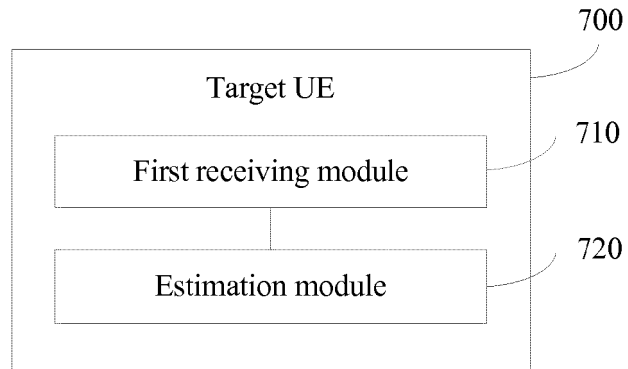 700
Target UE
710
First receiving module
720
Estimation module